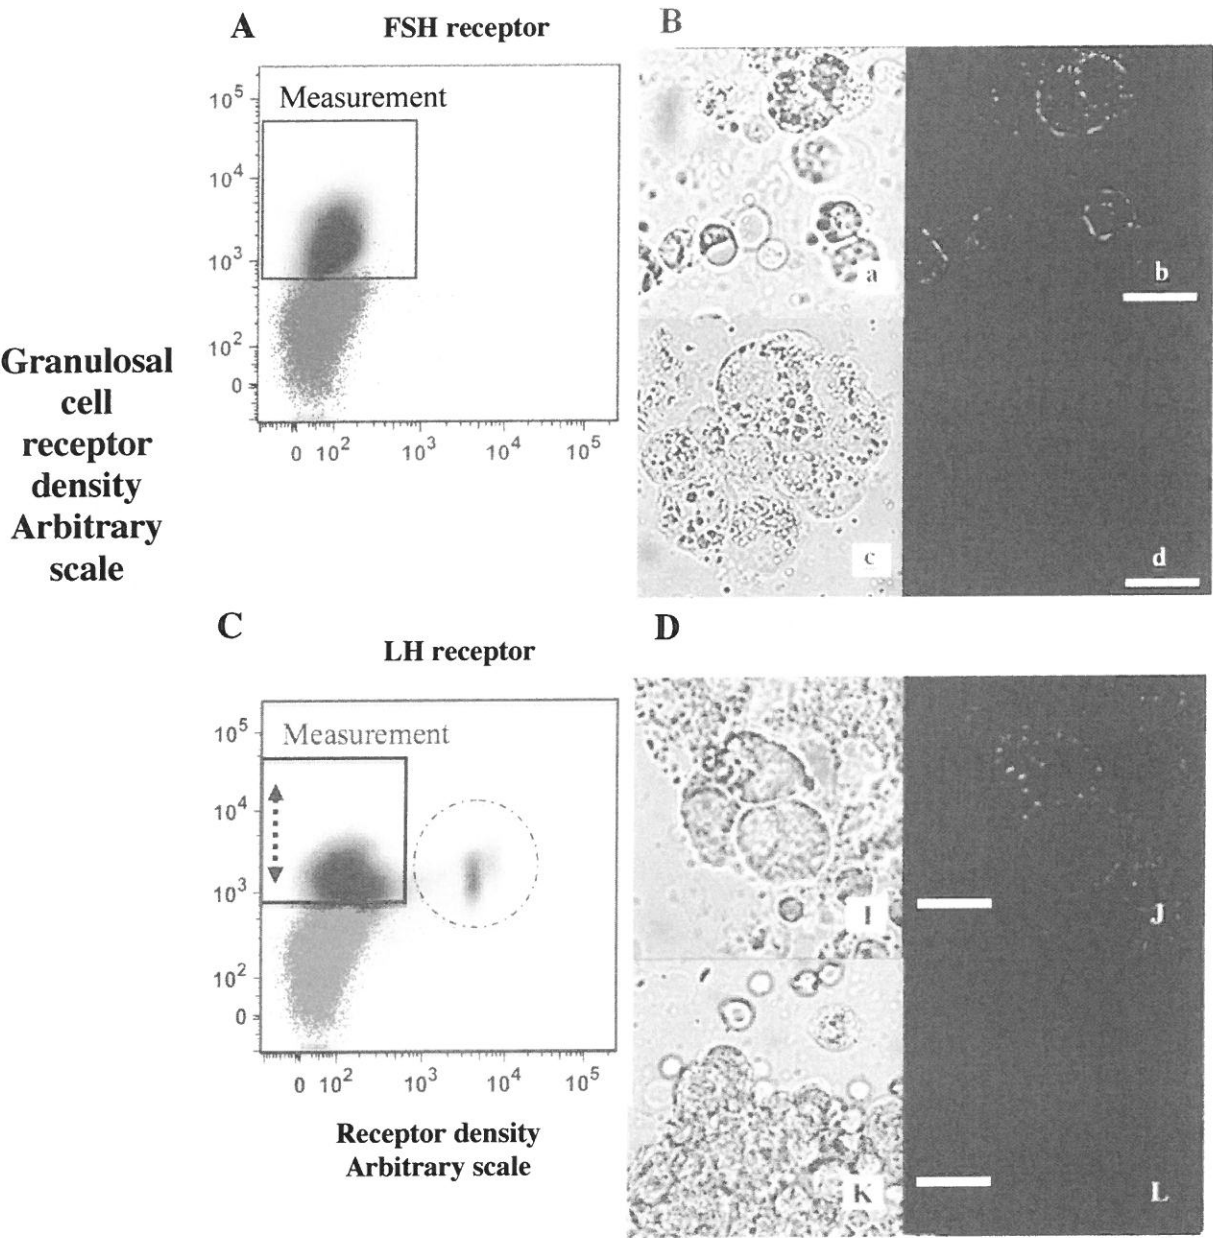 A
FSH receptor
B
Measurement
10^5
10^4
10^3
10^2
0
0 10^2 10^3 10^4 10^5
Granulosal
cell
receptor
density
Arbitrary
scale
a
b
c
d
C
LH receptor
D
Measurement
10^5
10^4
10^3
10^2
0
0 10^2 10^3 10^4 10^5
Receptor density
Arbitrary scale
I
J
K
L